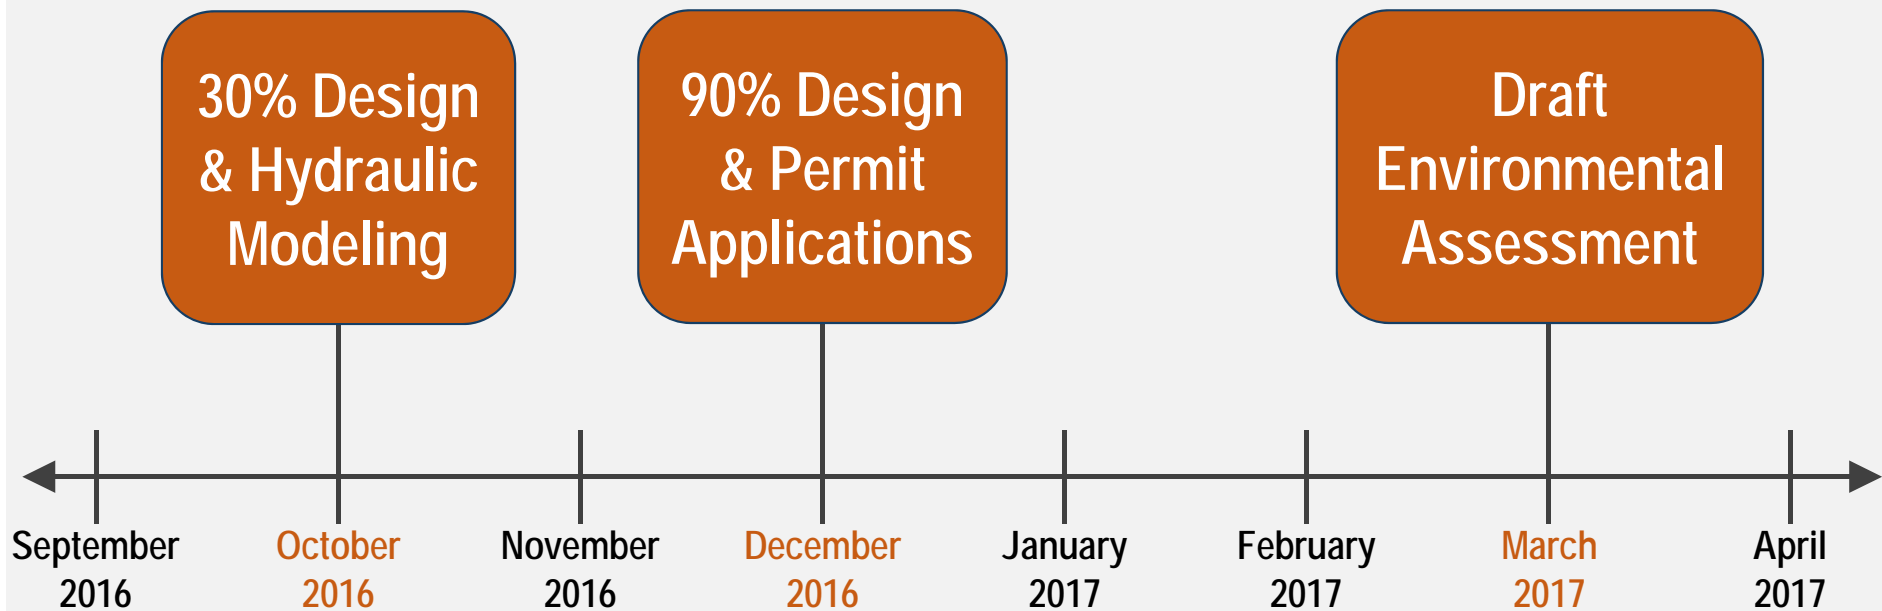 30% Design
& Hydraulic
Modeling
90% Design
& Permit
Applications
Draft
Environmental
Assessment
September
2016
October
2016
November
2016
December
2016
January
2017
February
2017
March
2017
April
2017